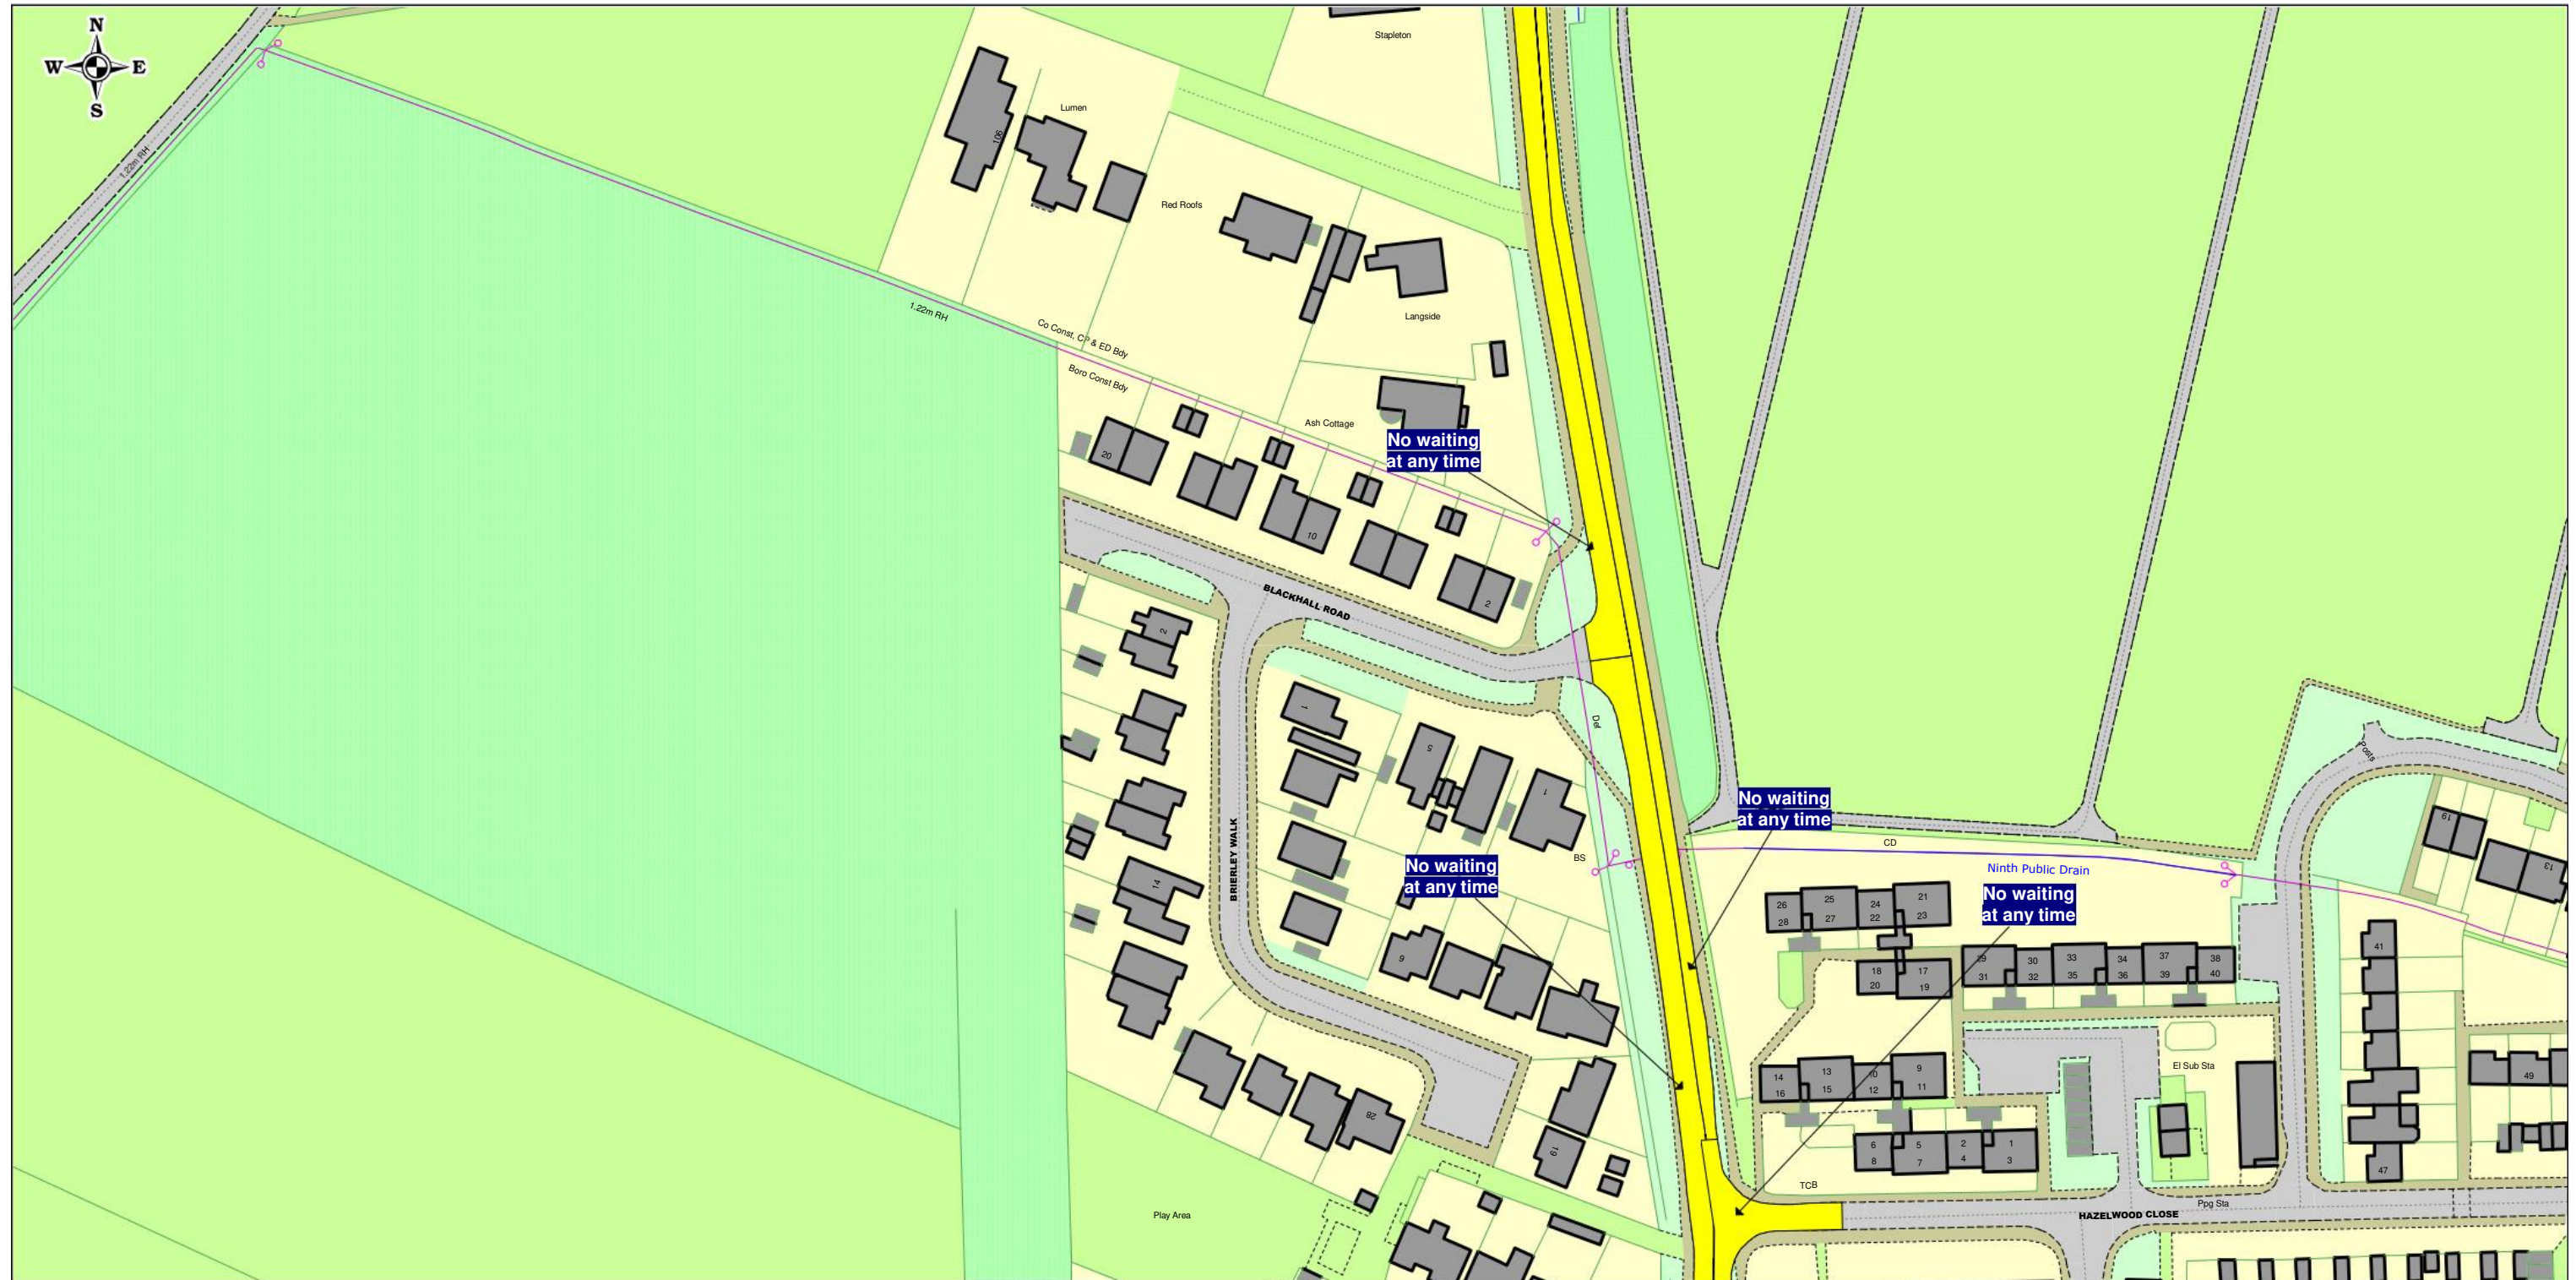 N
W E
S
Stapleton
Lumen
106
1.22m RH
Red Roofs
1.22m RH
Langside
Co Const, CP & ED Bdy
Boro Const Bdy
Ash Cottage
No waiting
at any time
20
10
BLACKHALL ROAD
2
2
Def
1
5
1
Posts
No waiting
at any time
19
13
BRIERLEY WALK
14
BS
CD
No waiting
at any time
Ninth Public Drain
No waiting
at any time
26 25 24 21
28 27 22 23
41
9
18 17
20 19
29 30 33 34 37 38
31 32 35 36 39 40
El Sub Sta
14 13 10 9
16 15 12 11
49
28
19
6 5 2 1
8 7 4 3
47
TCB
Play Area
Ppg Sta
HAZELWOOD CLOSE